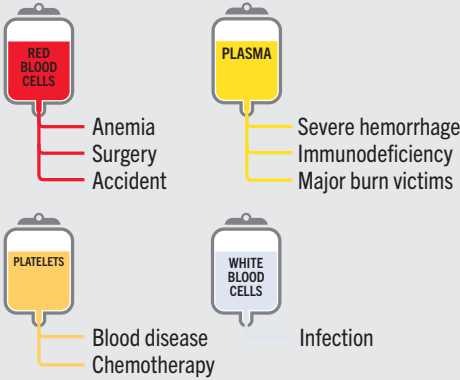 RED
BLOOD
CELLS
Anemia
Surgery
Accident
PLASMA
Severe hemorrhage
Immunodeficiency
Major burn victims
PLATELETS
Blood disease
Chemotherapy
WHITE
BLOOD
CELLS
Infection